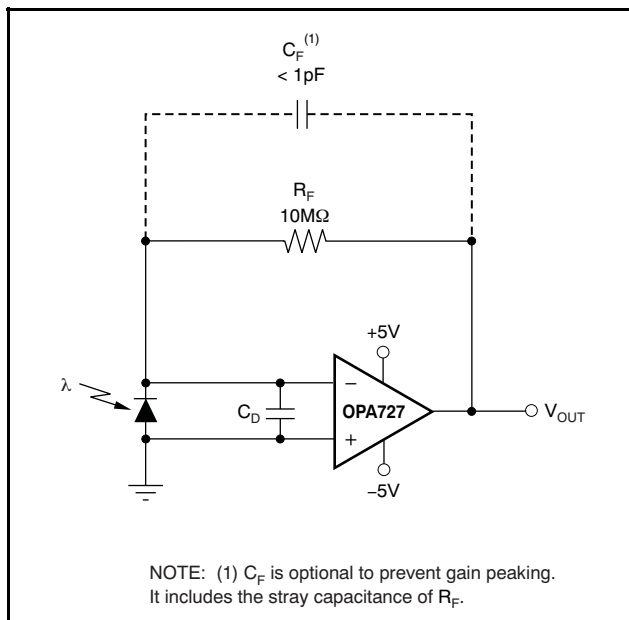 C_F^(1)
< 1pF
R_F
10MΩ
+5V
λ
C_D
−
OPA727
+
V_OUT
−5V
NOTE: (1) C_F is optional to prevent gain peaking.
It includes the stray capacitance of R_F.